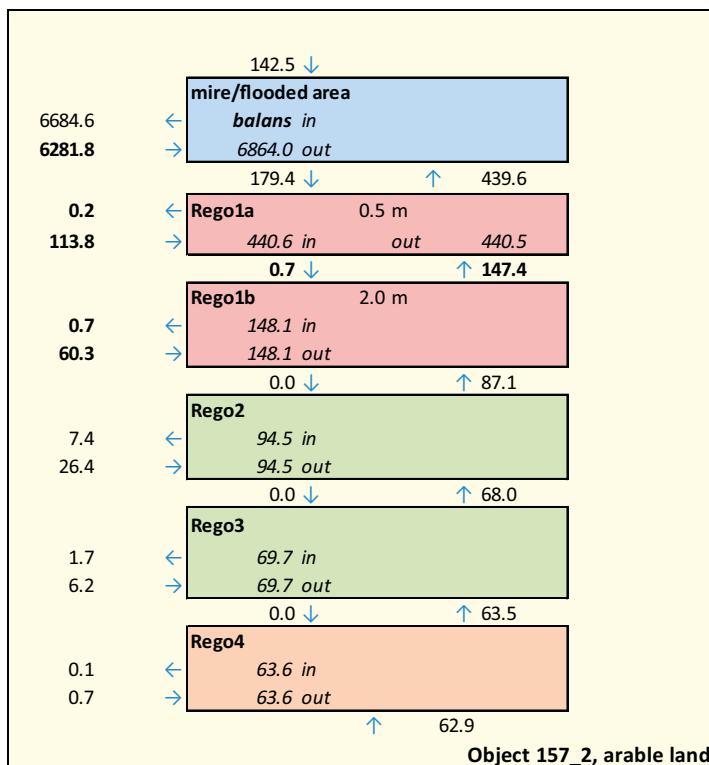 142.5 ↓
mire/flooded area
6684.6 ← balans in
6281.8 → 6864.0 out
179.4 ↓ ↑ 439.6
0.2 ← Rego1a 0.5 m
113.8 → 440.6 in out 440.5
0.7 ↓ ↑ 147.4
Rego1b 2.0 m
0.7 ← 148.1 in
60.3 → 148.1 out
0.0 ↓ ↑ 87.1
Rego2
7.4 ← 94.5 in
26.4 → 94.5 out
0.0 ↓ ↑ 68.0
Rego3
1.7 ← 69.7 in
6.2 → 69.7 out
0.0 ↓ ↑ 63.5
Rego4
0.1 ← 63.6 in
0.7 → 63.6 out
↑ 62.9
Object 157_2, arable land